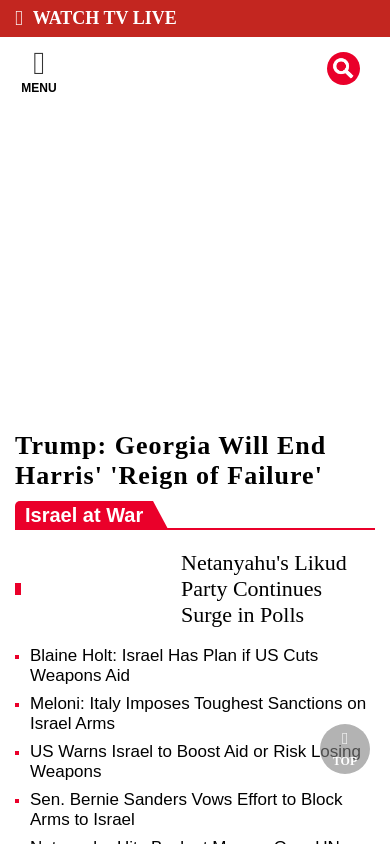 WATCH TV LIVE
MENU
Trump: Georgia Will End
Harris' 'Reign of Failure'
Israel at War
Netanyahu's Likud
Party Continues
Surge in Polls
Blaine Holt: Israel Has Plan if US Cuts
Weapons Aid
Meloni: Italy Imposes Toughest Sanctions on
Israel Arms
US Warns Israel to Boost Aid or Risk Losing
Weapons
TOP
Sen. Bernie Sanders Vows Effort to Block
Arms to Israel